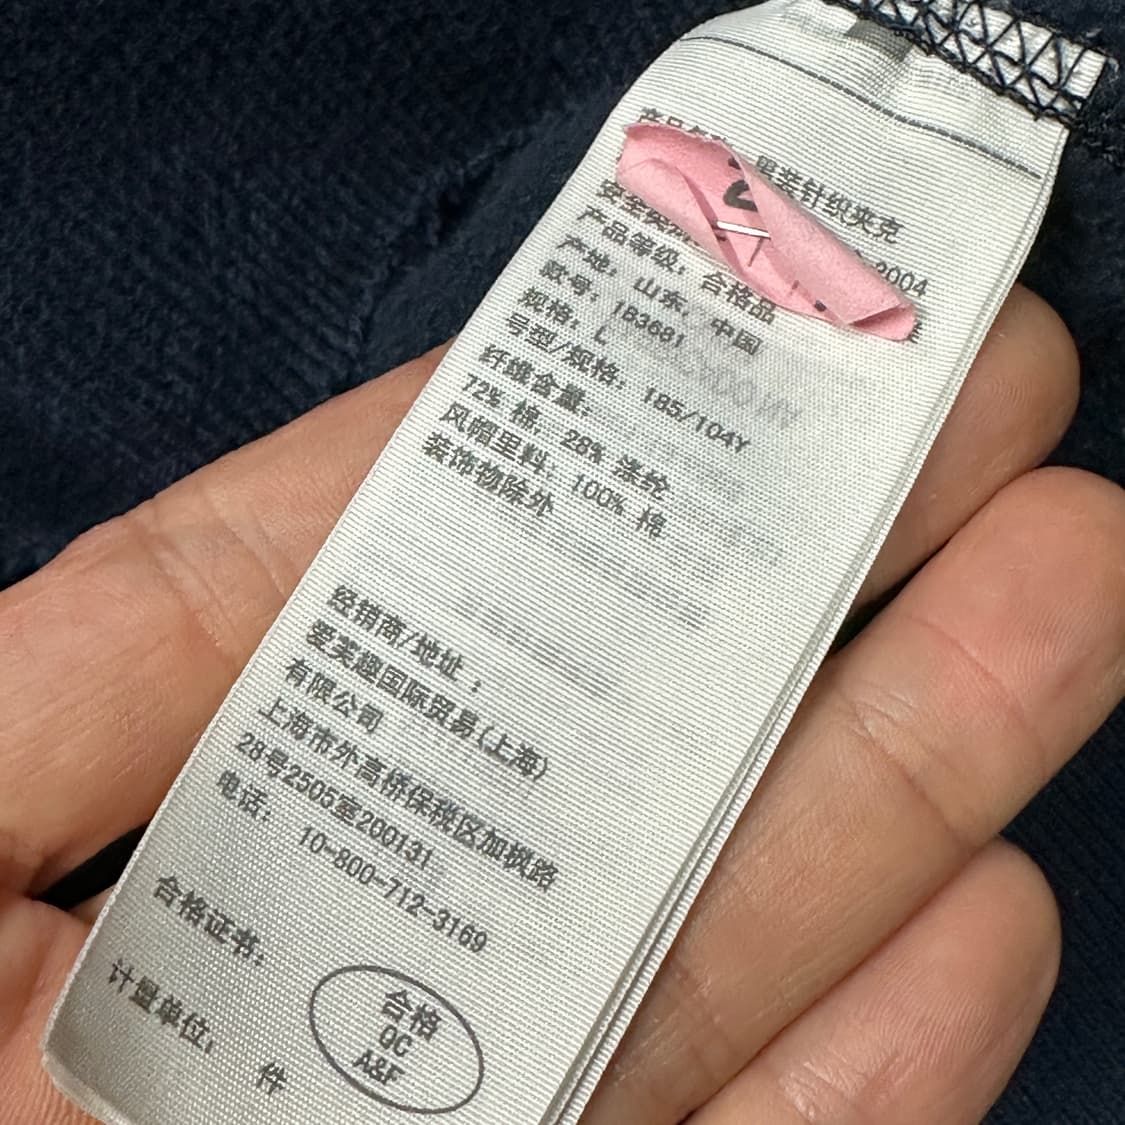 男装针织夹克
2004
产品等级: 合格品
产地: 山东, 中国
款号: 1B3681
规格: L
号型/规格: 185/104Y
纤维含量:
72% 棉, 28% 涤纶
风帽里料: 100% 棉
装饰物除外
经销商/地址:
爱芙趣国际贸易(上海)
有限公司
上海市外高桥保税区加枫路
28号2505室200131
电话: 10-800-712-3169
合格证书:
合格
QC
A&F
计量单位: 件